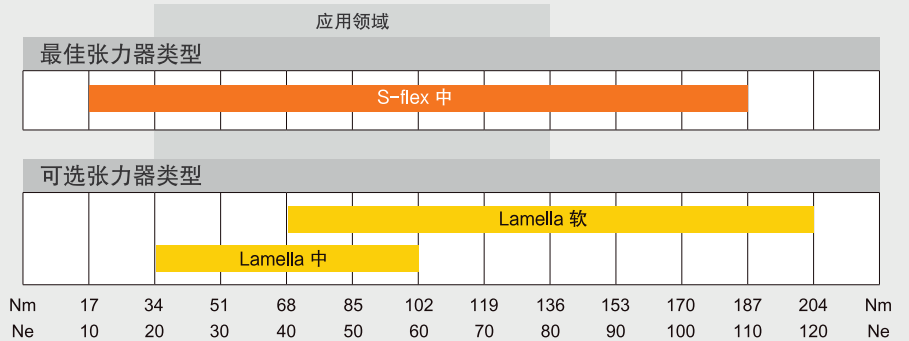 应用领域
最佳张力器类型
S-flex 中
可选张力器类型
Lamella 软
Lamella 中
Nm 17 34 51 68 85 102 119 136 153 170 187 204 Nm
Ne 10 20 30 40 50 60 70 80 90 100 110 120 Ne